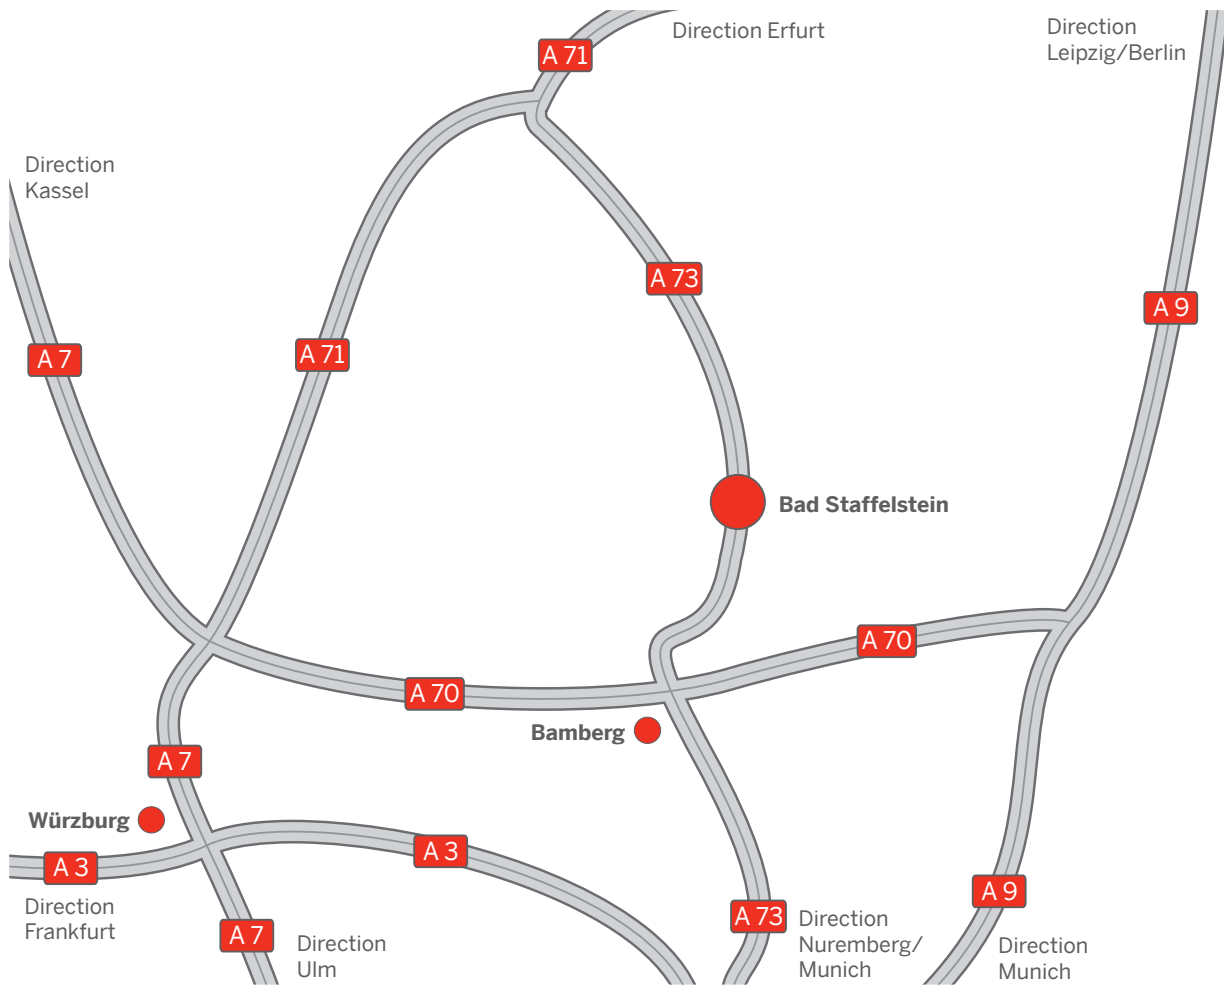 Direction Erfurt
Direction
Leipzig/Berlin
A 71
Direction
Kassel
A 73
A 9
A 7
A 71
Bad Staffelstein
A 70
A 70
Bamberg
A 7
Würzburg
A 3
A 3
A 9
Direction
Frankfurt
A 73
Direction
Nuremberg/
Munich
A 7
Direction
Ulm
Direction
Munich